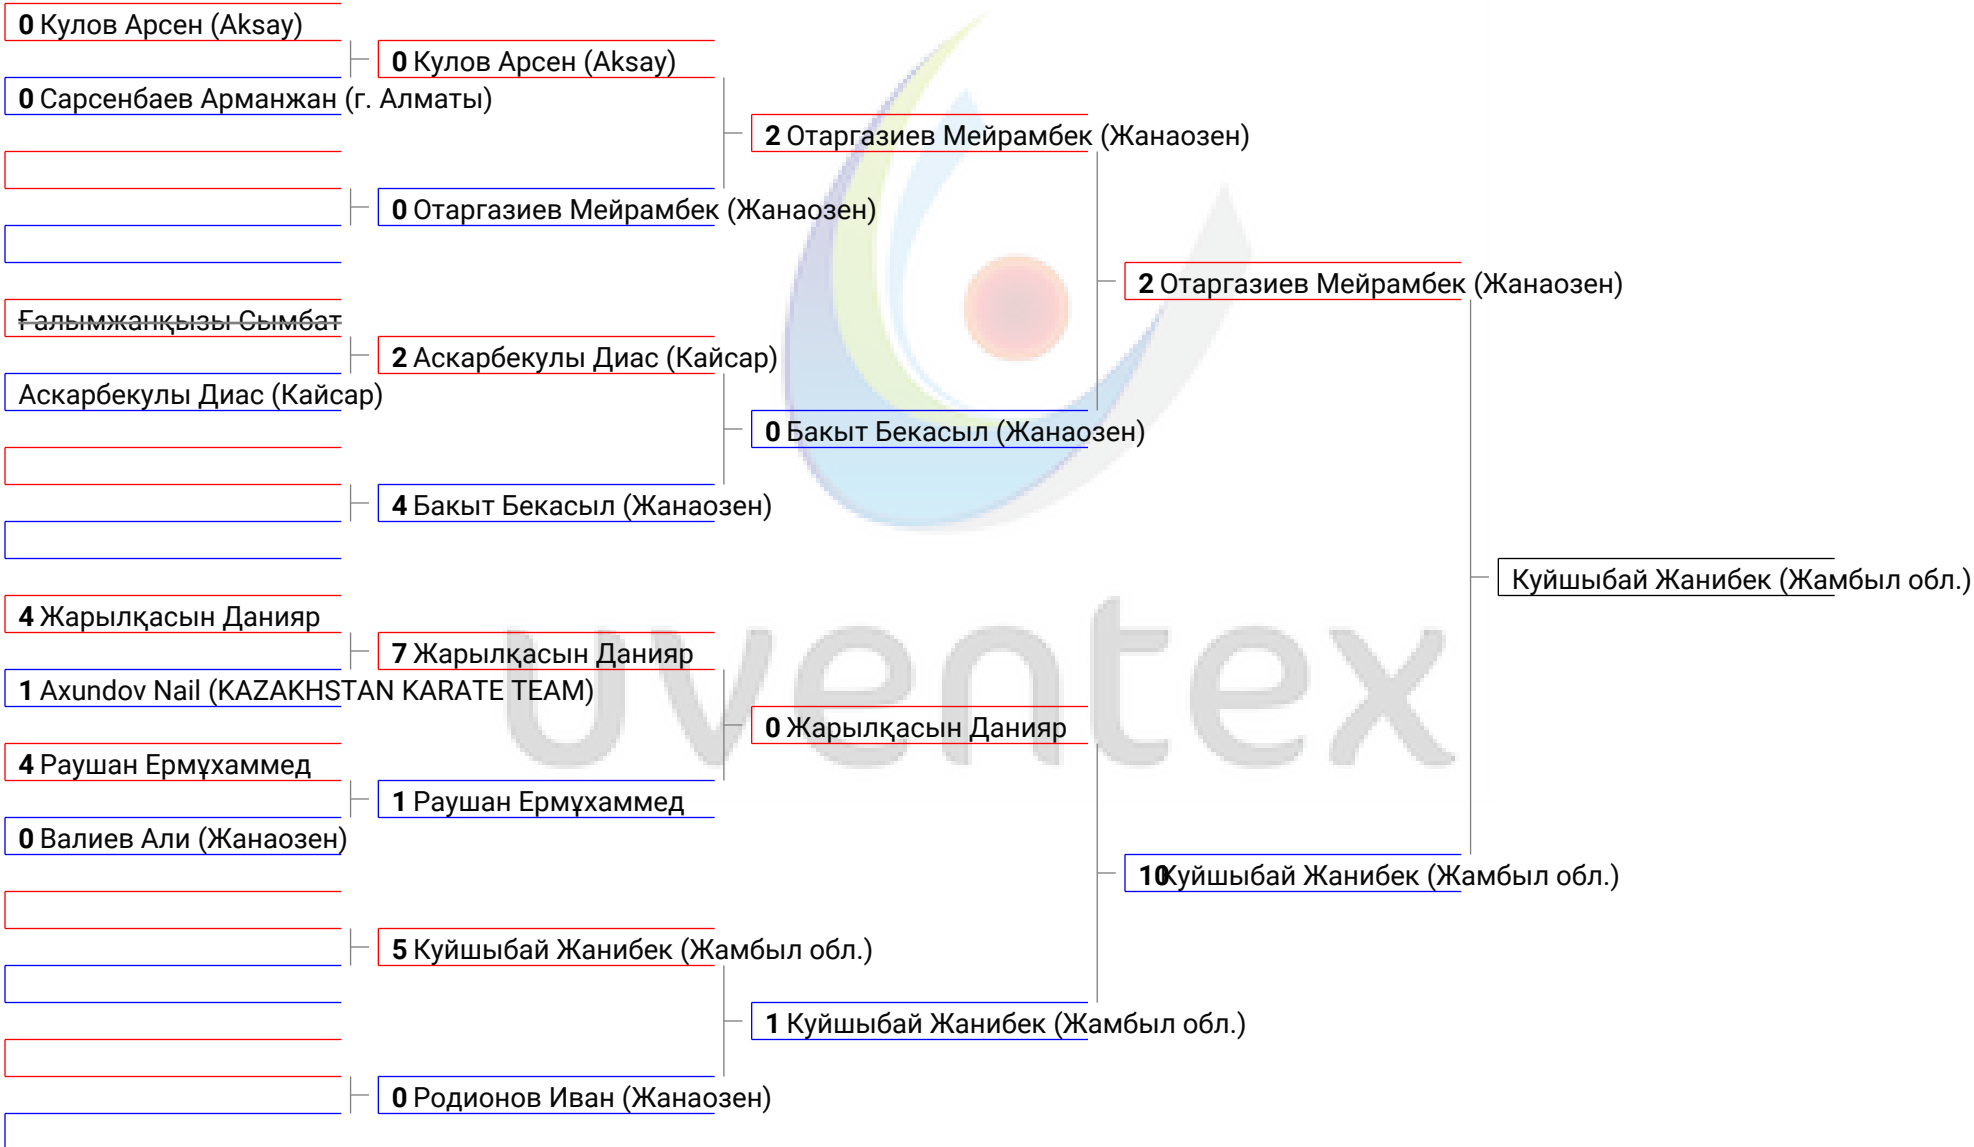 0 Кулов Арсен (Aksay)
0 Кулов Арсен (Aksay)
0 Сарсенбаев Арманжан (г. Алматы)
2 Отаргазиев Мейрамбек (Жанаозен)
0 Отаргазиев Мейрамбек (Жанаозен)
2 Отаргазиев Мейрамбек (Жанаозен)
Ғалымжанқызы Сымбат
2 Аскарбекулы Диас (Кайсар)
Аскарбекулы Диас (Кайсар)
0 Бакыт Бекасыл (Жанаозен)
4 Бакыт Бекасыл (Жанаозен)
Куйшыбай Жанибек (Жамбыл обл.)
4 Жарылқасын Данияр
7 Жарылқасын Данияр
1 Axundov Nail (KAZAKHSTAN KARATE TEAM)
uventex
0 Жарылқасын Данияр
4 Раушан Ермұхаммед
1 Раушан Ермұхаммед
0 Валиев Али (Жанаозен)
10 Куйшыбай Жанибек (Жамбыл обл.)
5 Куйшыбай Жанибек (Жамбыл обл.)
1 Куйшыбай Жанибек (Жамбыл обл.)
0 Родионов Иван (Жанаозен)